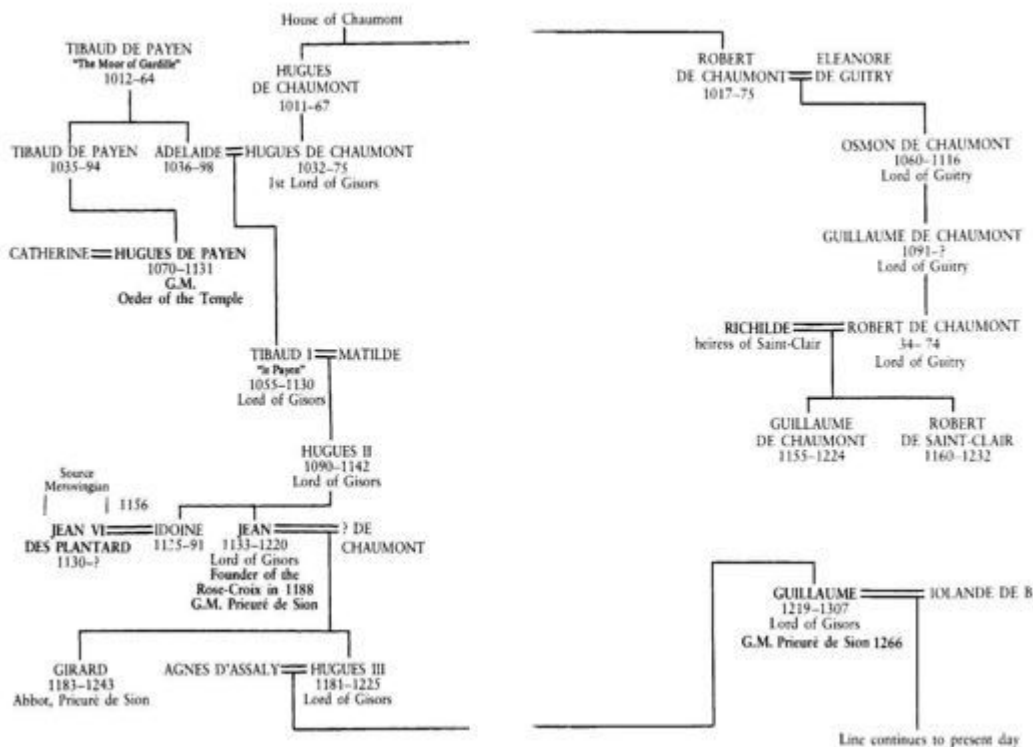 House of Chaumont
TIBAUD DE PAYEN
"The Moor of Gardille"
1012–64
HUGUES
DE CHAUMONT
1011–67
ROBERT
DE CHAUMONT
1017–75
ELEANORE
DE GUITRY
TIBAUD DE PAYEN
1035–94
ADELAIDE
1036–98
HUGUES DE CHAUMONT
1032–75
1st Lord of Gisors
OSMON DE CHAUMONT
1060–1116
Lord of Guitry
CATHERINE
HUGUES DE PAYEN
1070–1131
G.M.
Order of the Temple
GUILLAUME DE CHAUMONT
1091–?
Lord of Guitry
TIBAUD I
"le Payen"
1055–1130
Lord of Gisors
MATILDE
RICHILDE
heiress of Saint-Clair
ROBERT DE CHAUMONT
34– 74
Lord of Guitry
GUILLAUME
DE CHAUMONT
1155–1224
ROBERT
DE SAINT-CLAIR
1160–1232
HUGUES II
1090–1142
Lord of Gisors
Source
Merovingian
1156
JEAN VI
DES PLANTARD
1130–?
IDOINE
JEAN
1133–1220
Lord of Gisors
Founder of the
Rose-Croix in 1188
G.M. Prieuré de Sion
? DE
CHAUMONT
GUILLAUME
1219–1307
Lord of Gisors
G.M. Prieuré de Sion 1266
IOLANDE DE B
GIRARD
1183–1243
Abbot, Prieuré de Sion
AGNES D'ASSALY
HUGUES III
1181–1225
Lord of Gisors
Line continues to present day